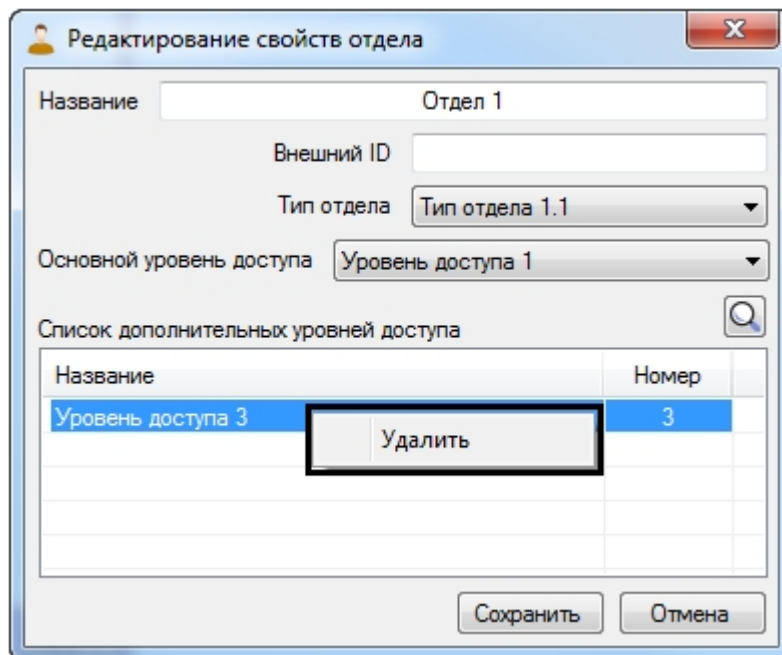 Редактирование свойств отдела
Название Отдел 1
Внешний ID
Тип отдела Тип отдела 1.1
Основной уровень доступа Уровень доступа 1
Список дополнительных уровней доступа
Название Номер
Уровень доступа 3 3
Удалить
Сохранить Отмена